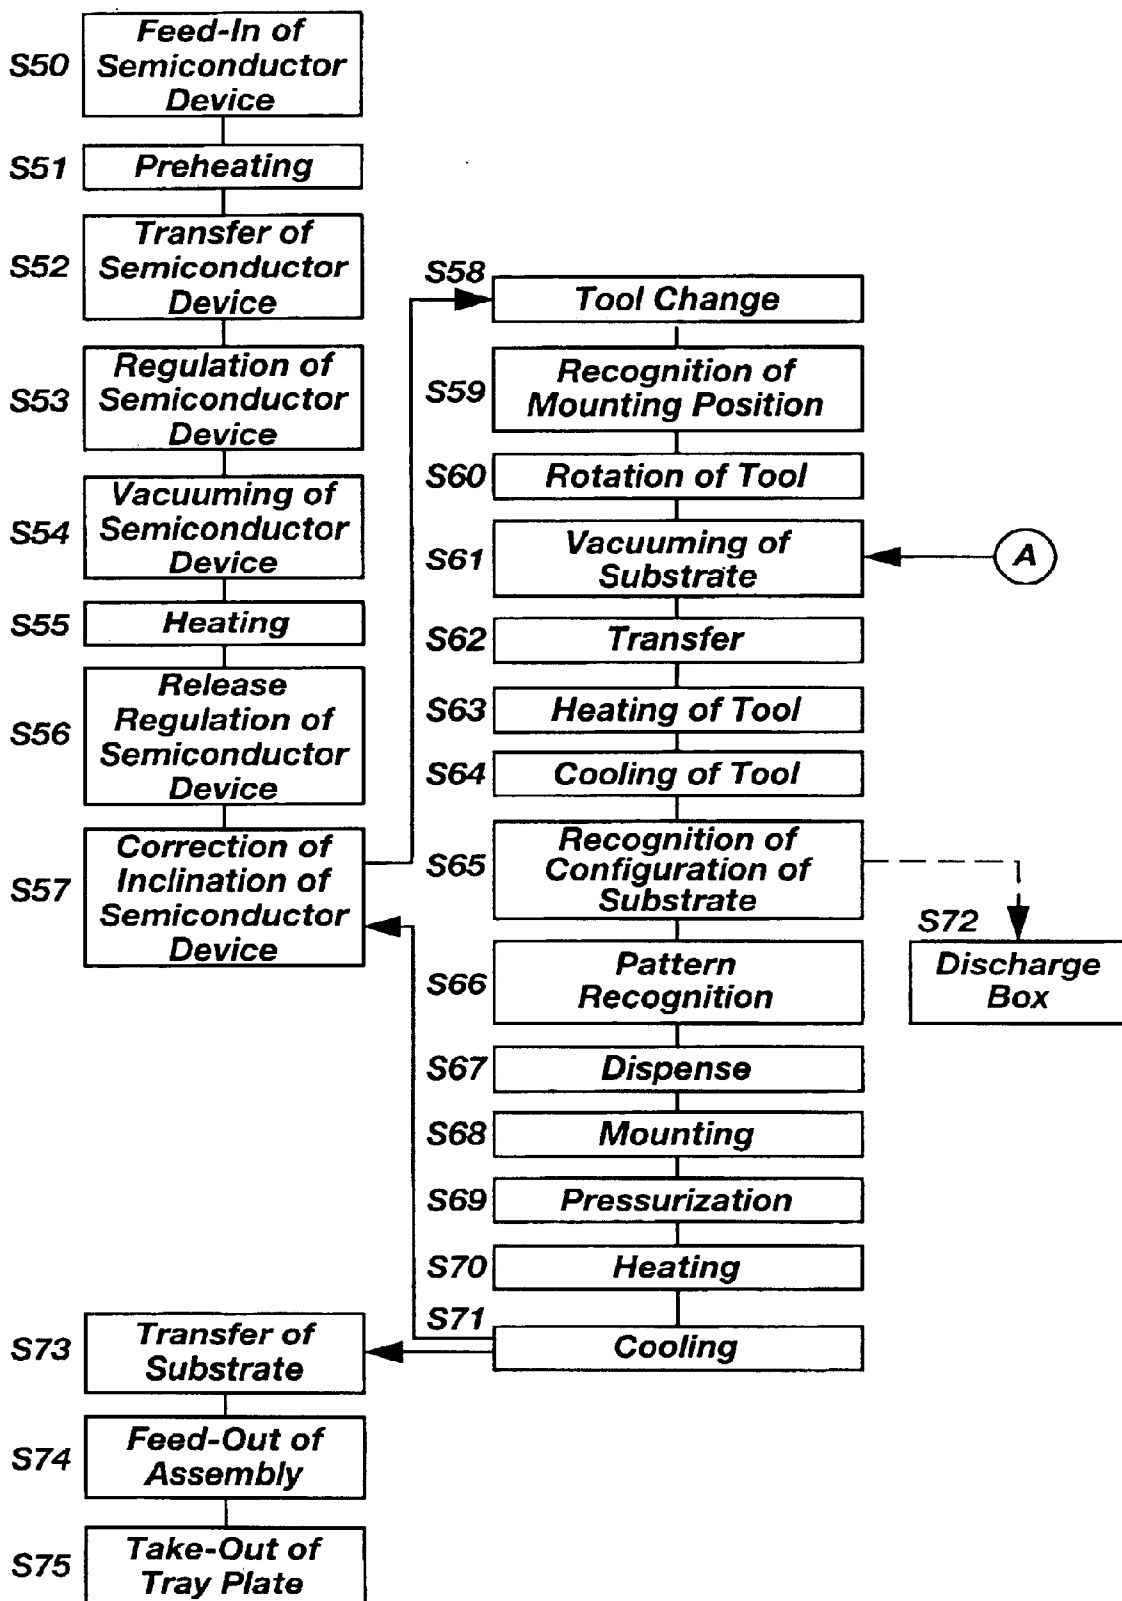 S50
Feed-In of
Semiconductor
Device
S51
Preheating
S52
Transfer of
Semiconductor
Device
S53
Regulation of
Semiconductor
Device
S54
Vacuuming of
Semiconductor
Device
S55
Heating
S56
Release
Regulation of
Semiconductor
Device
S57
Correction of
Inclination of
Semiconductor
Device
S58
Tool Change
S59
Recognition of
Mounting Position
S60
Rotation of Tool
S61
Vacuuming of
Substrate
A
S62
Transfer
S63
Heating of Tool
S64
Cooling of Tool
S65
Recognition of
Configuration of
Substrate
S72
Discharge
Box
S66
Pattern
Recognition
S67
Dispense
S68
Mounting
S69
Pressurization
S70
Heating
S71
Cooling
S73
Transfer of
Substrate
S74
Feed-Out of
Assembly
S75
Take-Out of
Tray Plate